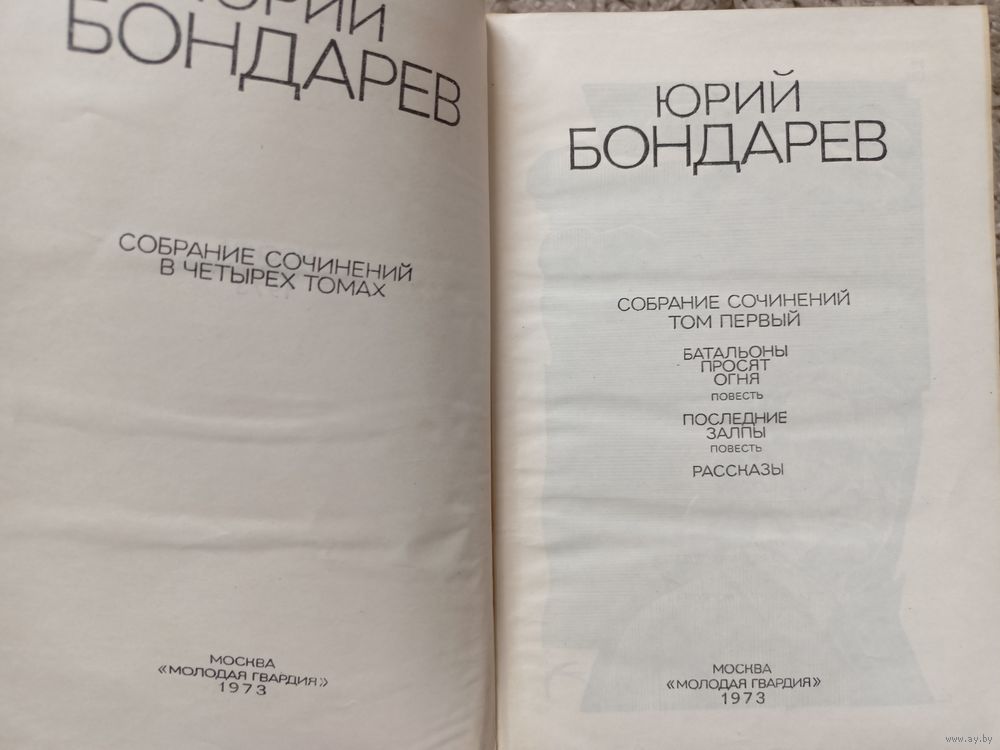 ЮРИЙ
БОНДАРЕВ
СОБРАНИЕ СОЧИНЕНИЙ
В ЧЕТЫРЕХ ТОМАХ
МОСКВА
«МОЛОДАЯ ГВАРДИЯ»
1973
ЮРИЙ
БОНДАРЕВ
СОБРАНИЕ СОЧИНЕНИЙ
ТОМ ПЕРВЫЙ
БАТАЛЬОНЫ
ПРОСЯТ
ОГНЯ
ПОВЕСТЬ
ПОСЛЕДНИЕ
ЗАЛПЫ
ПОВЕСТЬ
РАССКАЗЫ
МОСКВА
«МОЛОДАЯ ГВАРДИЯ»
1973
www.ay.by